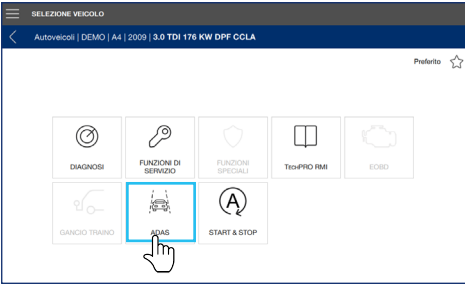 SELEZIONE VEICOLO
Autoveicoli | DEMO | A4 | 2009 | 3.0 TDI 176 KW DPF CCLA
Preferito
DIAGNOSI
FUNZIONI DI
SERVIZIO
FUNZIONI
SPECIALI
TECHPRO RMI
EOBD
GANCIO TRAINO
ADAS
A
START & STOP